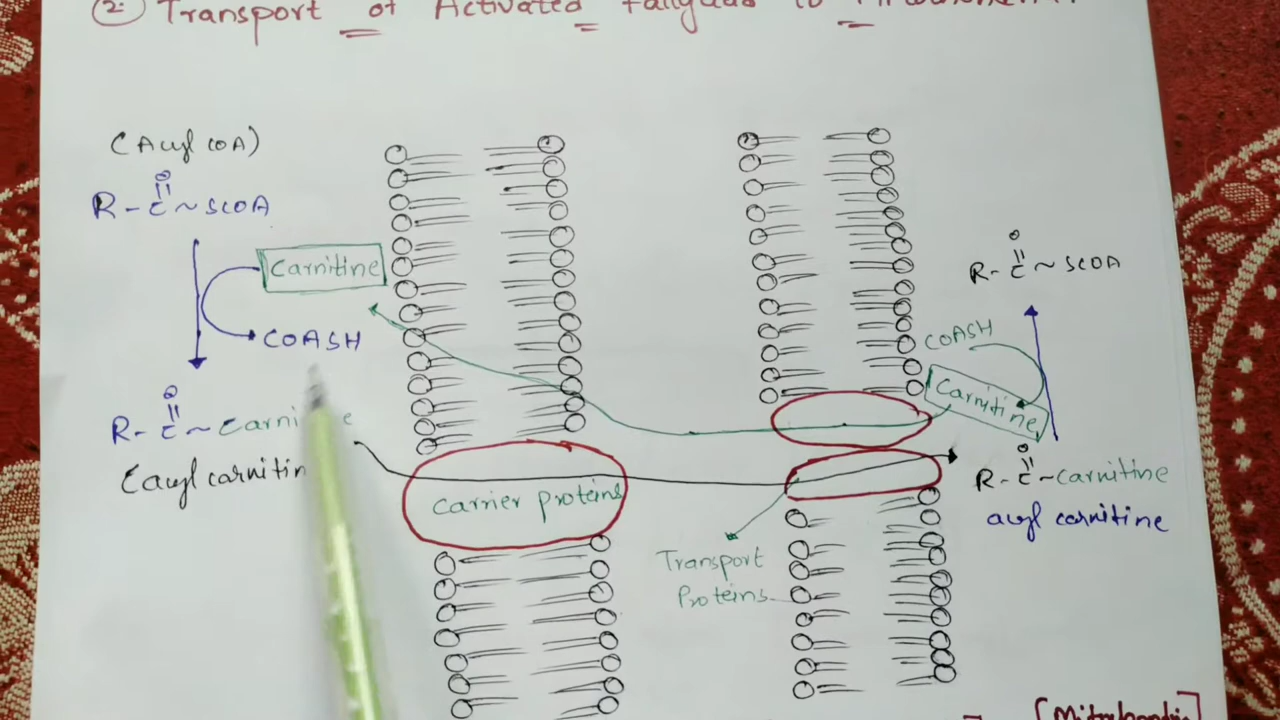 2. Transport of Activated
(Acyl COA)
O
R-C~SCOA
Carnitine
COASH
O
R-C~Carni
(acyl carnitin
Carrier proteins
Transport
Proteins
O
R-C~SCOA
COASH
Carnitine
O
R-C~Carnitine
acyl carnitine